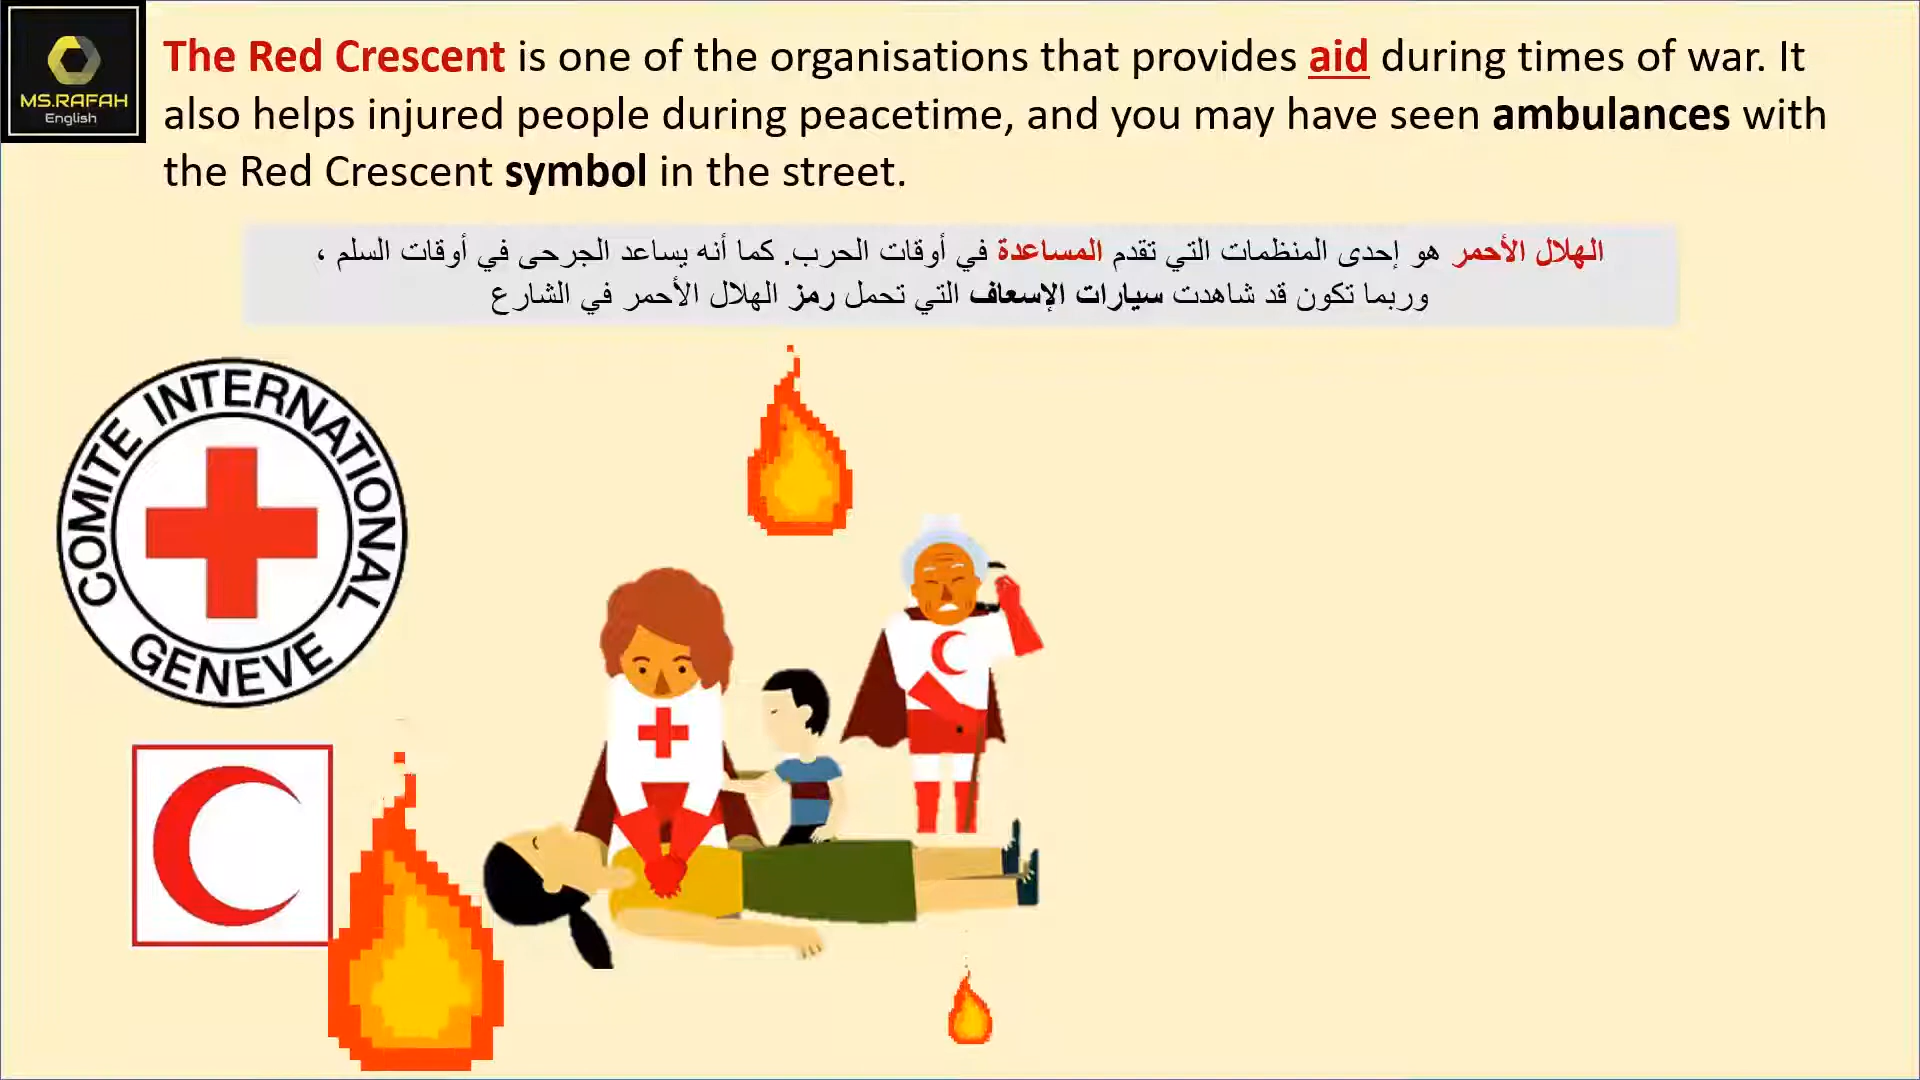 MS.RAFAH
English
The Red Crescent is one of the organisations that provides aid during times of war. It
also helps injured people during peacetime, and you may have seen ambulances with
the Red Crescent symbol in the street.
الهلال الأحمر هو إحدى المنظمات التي تقدم المساعدة في أوقات الحرب. كما أنه يساعد الجرحى في أوقات السلم ،
وربما تكون قد شاهدت سيارات الإسعاف التي تحمل رمز الهلال الأحمر في الشارع
COMITE INTERNATIONAL
GENEVE